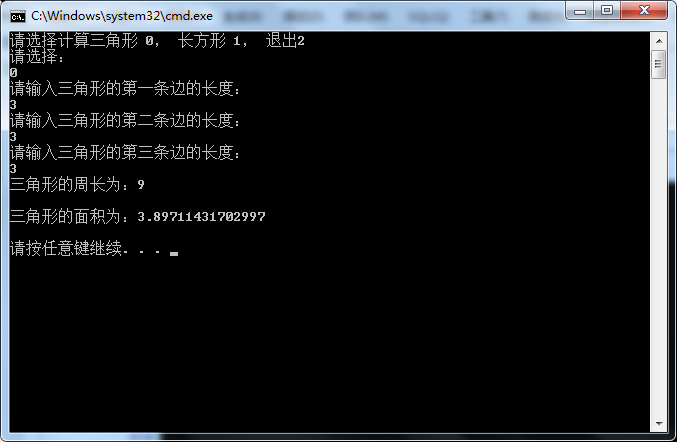 C:\Windows\system32\cmd.exe
请选择计算三角形 0， 长方形 1， 退出2
请选择：
0
请输入三角形的第一条边的长度：
3
请输入三角形的第二条边的长度：
3
请输入三角形的第三条边的长度：
3
三角形的周长为：9
三角形的面积为：3.89711431702997
请按任意键继续. . .